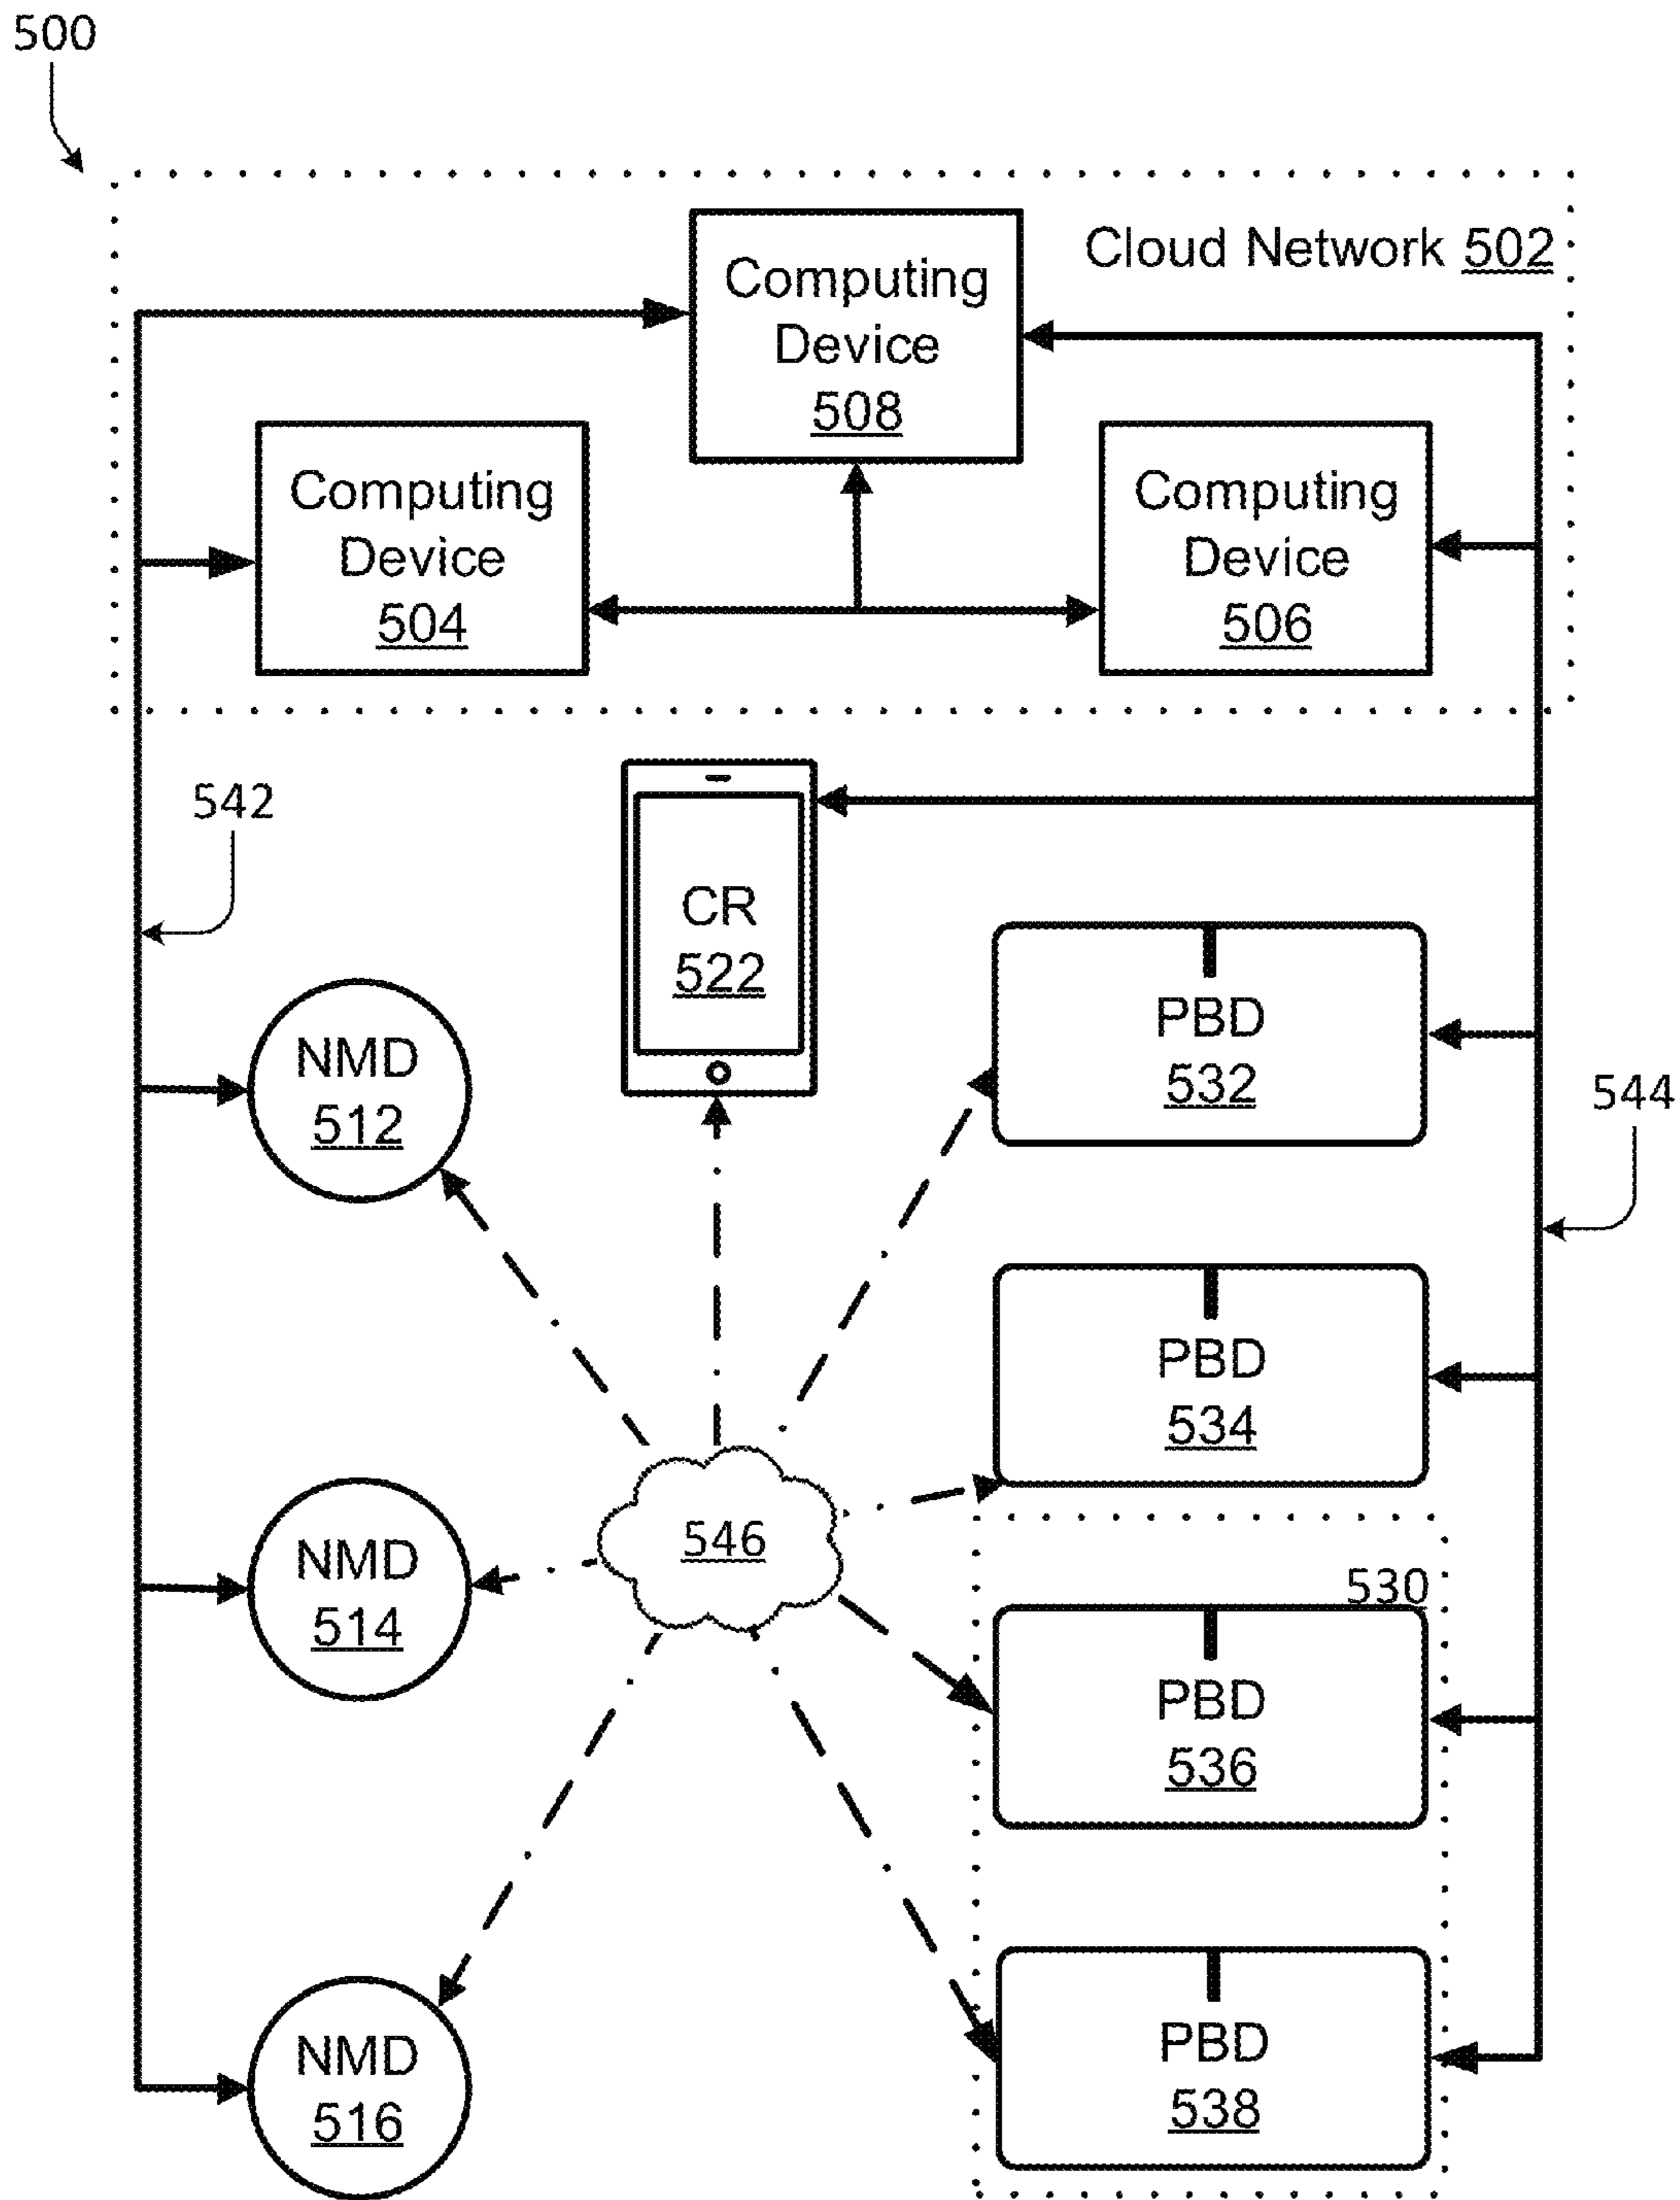 500
Cloud Network 502
Computing
Device
508
Computing
Device
504
Computing
Device
506
542
CR
522
NMD
512
PBD
532
544
PBD
534
NMD
514
546
530
PBD
536
NMD
516
PBD
538